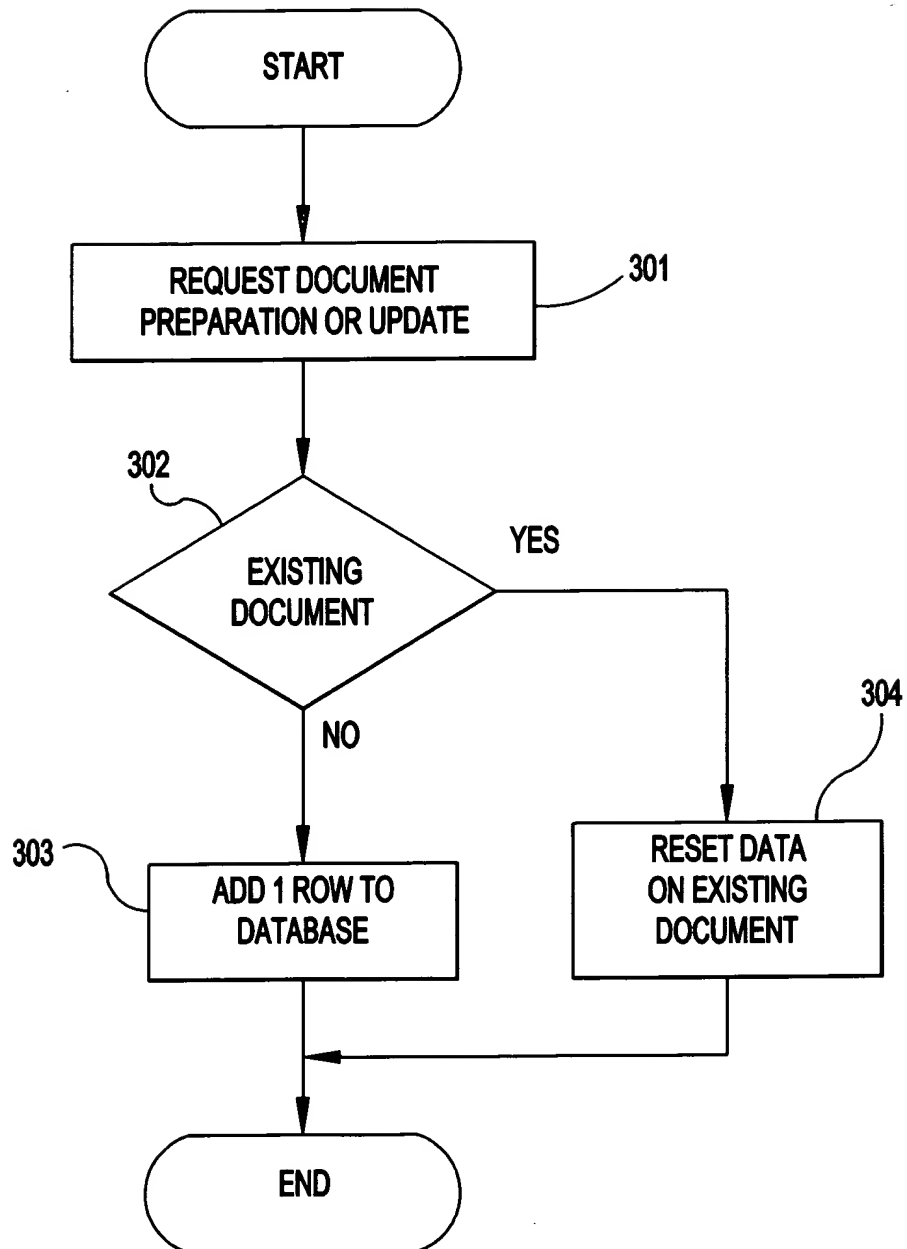 START
REQUEST DOCUMENT
PREPARATION OR UPDATE
301
302
EXISTING
DOCUMENT
YES
NO
304
303
ADD 1 ROW TO
DATABASE
RESET DATA
ON EXISTING
DOCUMENT
END